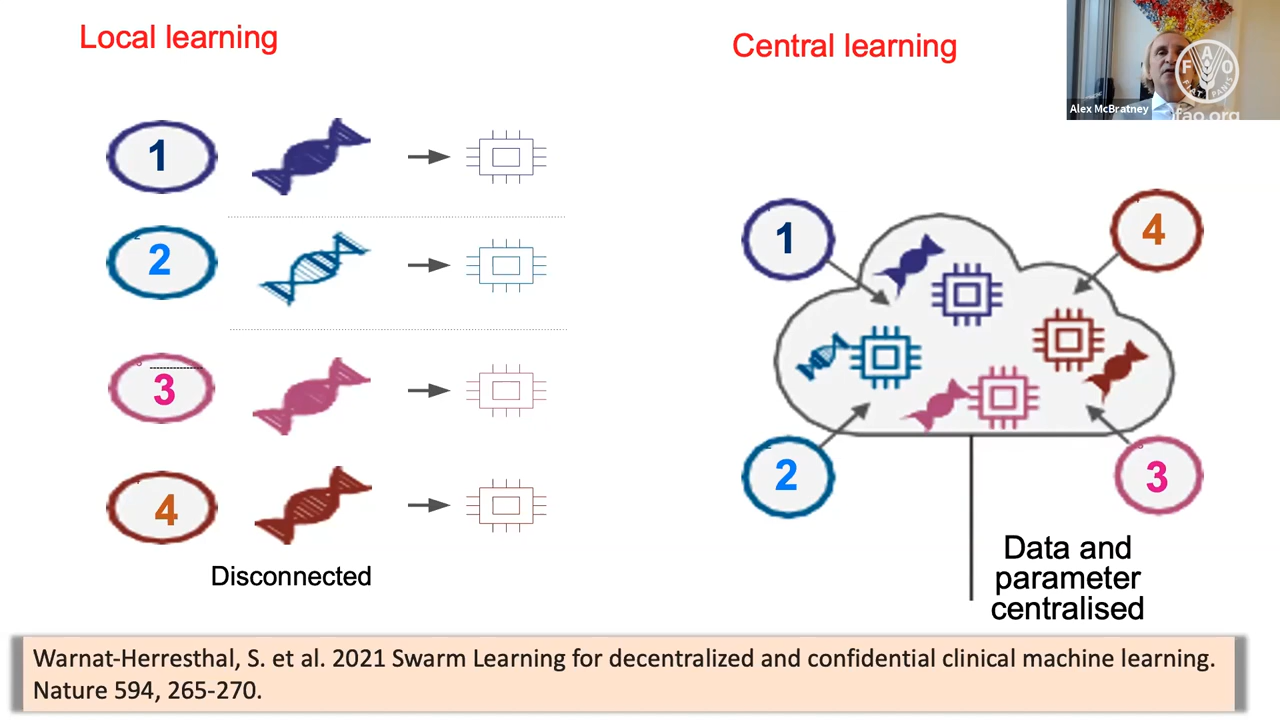 Local learning
Central learning
Alex McBratney
F A O
FIAT PANIS
fao.org
1
2
3
4
Disconnected
1
4
2
3
Data and
parameter
centralised
Warnat-Herresthal, S. et al. 2021 Swarm Learning for decentralized and confidential clinical machine learning.
Nature 594, 265-270.